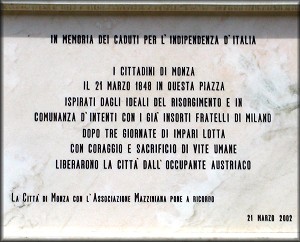 IN MEMORIA DEI CADUTI PER L'INDIPENDENZA D'ITALIA
I CITTADINI DI MONZA
IL 21 MARZO 1848 IN QUESTA PIAZZA
ISPIRATI DAGLI IDEALI DEL RISORGIMENTO E IN
COMUNANZA D'INTENTI CON I GIÀ INSORTI FRATELLI DI MILANO
DOPO TRE GIORNATE DI IMPARI LOTTA
CON CORAGGIO E SACRIFICIO DI VITE UMANE
LIBERARONO LA CITTÀ DALL'OCCUPANTE AUSTRIACO
LA CITTÀ DI MONZA CON L'ASSOCIAZIONE MAZZINIANA PONE A RICORDO
21 MARZO 2002